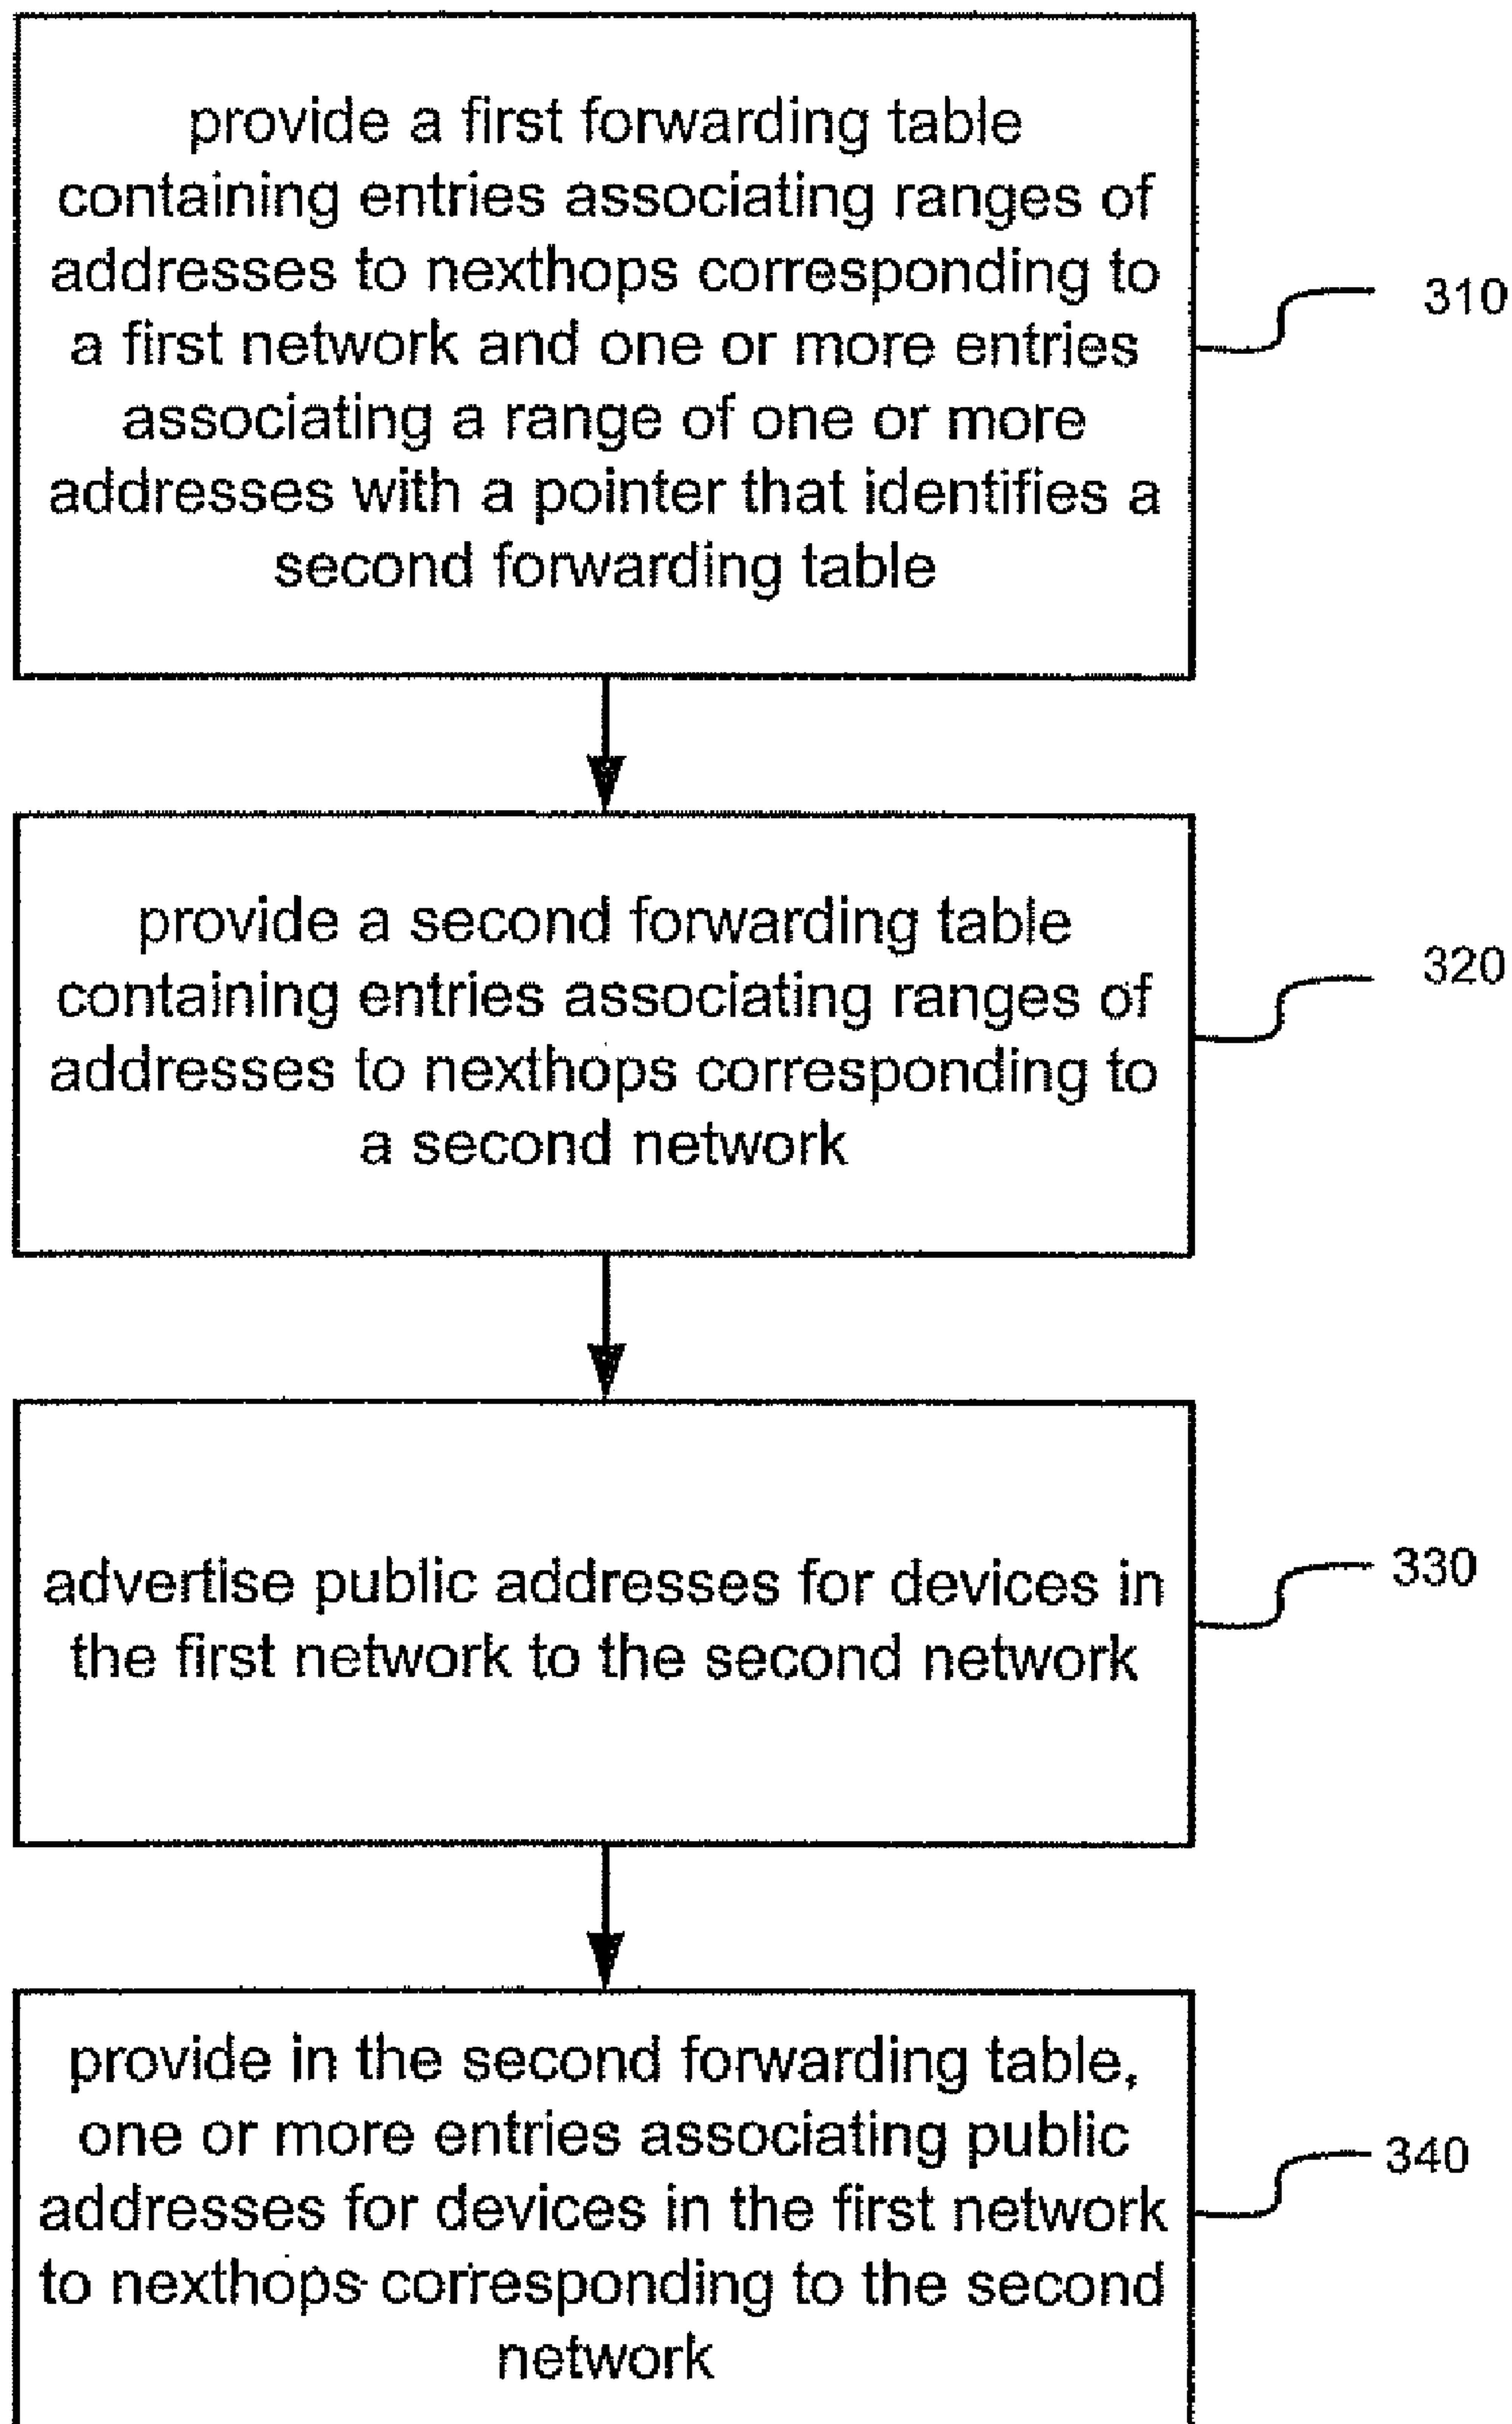 provide a first forwarding table
containing entries associating ranges of
addresses to nexthops corresponding to
a first network and one or more entries
associating a range of one or more
addresses with a pointer that identifies a
second forwarding table
310
provide a second forwarding table
containing entries associating ranges of
addresses to nexthops corresponding to
a second network
320
advertise public addresses for devices in
the first network to the second network
330
provide in the second forwarding table,
one or more entries associating public
addresses for devices in the first network
to nexthops corresponding to the second
network
340